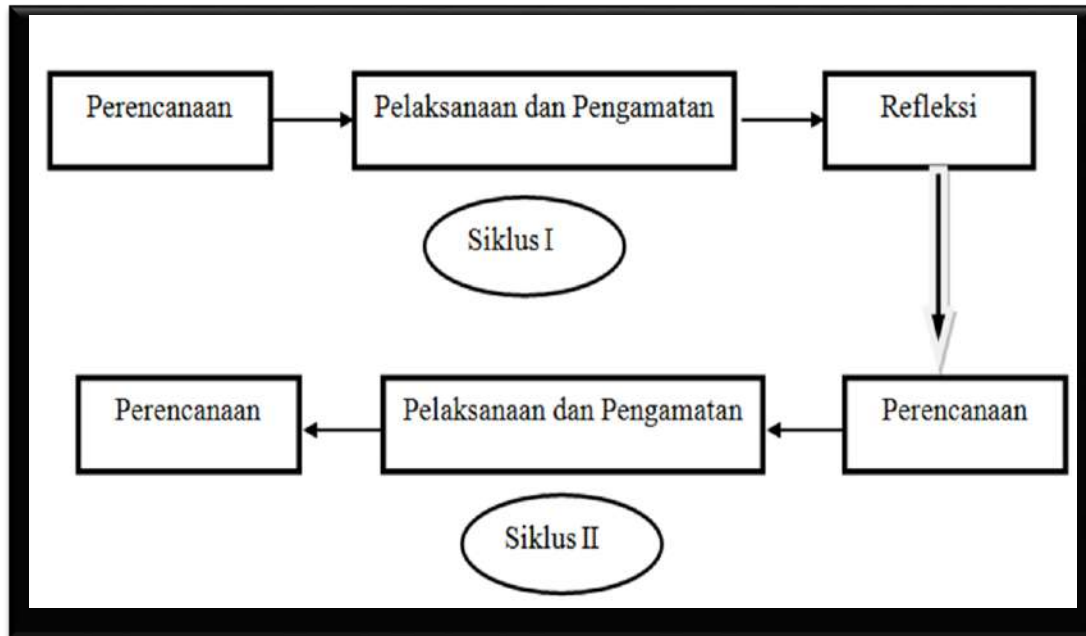 Perencanaan
Pelaksanaan dan Pengamatan
Refleksi
Siklus I
Perencanaan
Pelaksanaan dan Pengamatan
Perencanaan
Siklus II